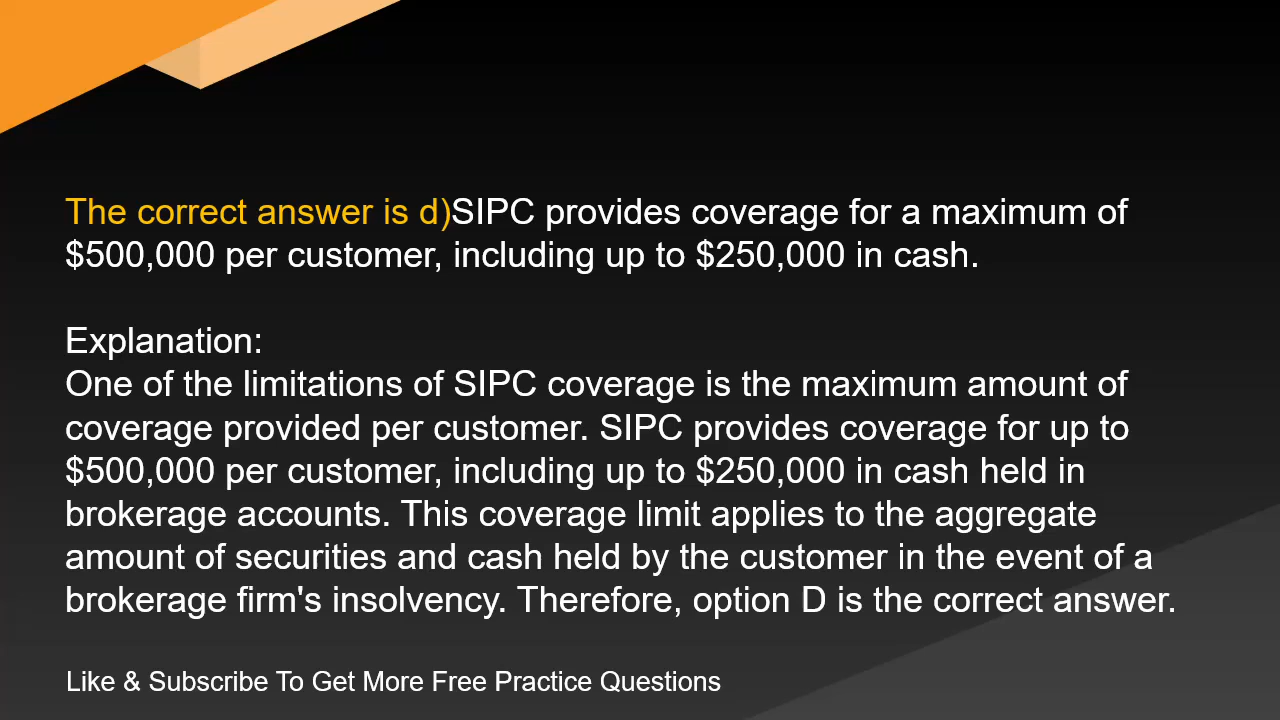 The correct answer is d)SIPC provides coverage for a maximum of
$500,000 per customer, including up to $250,000 in cash.
Explanation:
One of the limitations of SIPC coverage is the maximum amount of
coverage provided per customer. SIPC provides coverage for up to
$500,000 per customer, including up to $250,000 in cash held in
brokerage accounts. This coverage limit applies to the aggregate
amount of securities and cash held by the customer in the event of a
brokerage firm's insolvency. Therefore, option D is the correct answer.
Like & Subscribe To Get More Free Practice Questions